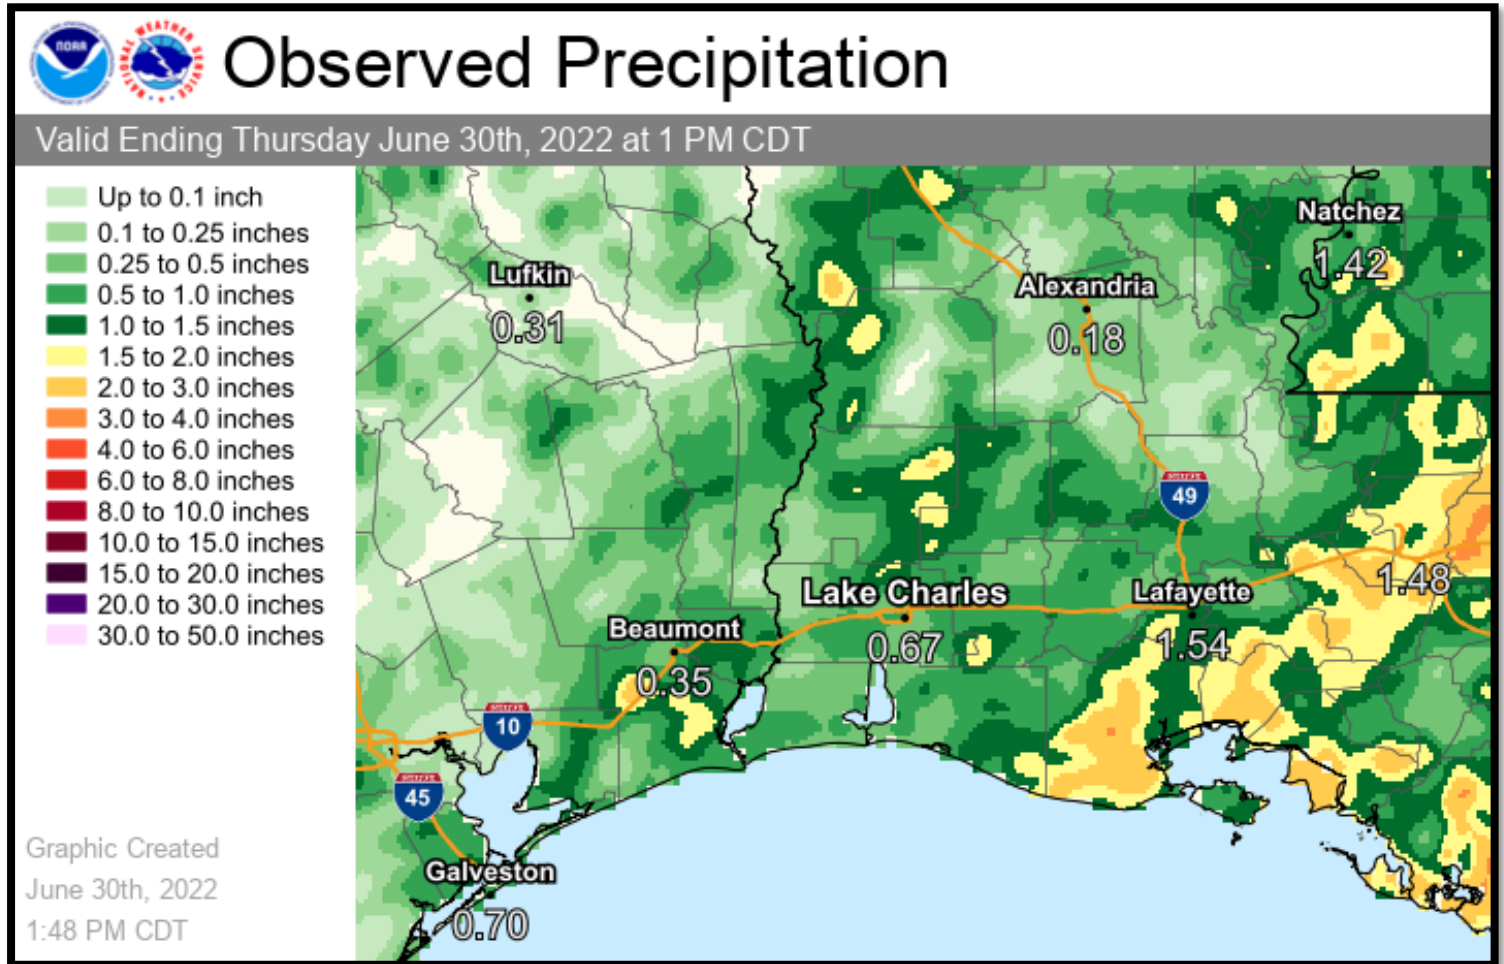 NOAA
NATIONAL WEATHER SERVICE
Observed Precipitation
Valid Ending Thursday June 30th, 2022 at 1 PM CDT
Up to 0.1 inch
0.1 to 0.25 inches
0.25 to 0.5 inches
0.5 to 1.0 inches
1.0 to 1.5 inches
1.5 to 2.0 inches
2.0 to 3.0 inches
3.0 to 4.0 inches
4.0 to 6.0 inches
6.0 to 8.0 inches
8.0 to 10.0 inches
10.0 to 15.0 inches
15.0 to 20.0 inches
20.0 to 30.0 inches
30.0 to 50.0 inches
Graphic Created
June 30th, 2022
1:48 PM CDT
Natchez
1.42
Lufkin
0.31
Alexandria
0.18
49
1.48
Lake Charles
0.67
Lafayette
1.54
Beaumont
0.35
10
45
Galveston
0.70